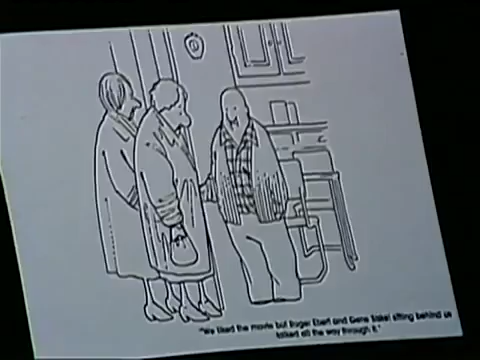 "We liked the movie but Roger Ebert and Gene Siskel sitting behind us
talked all the way through it."